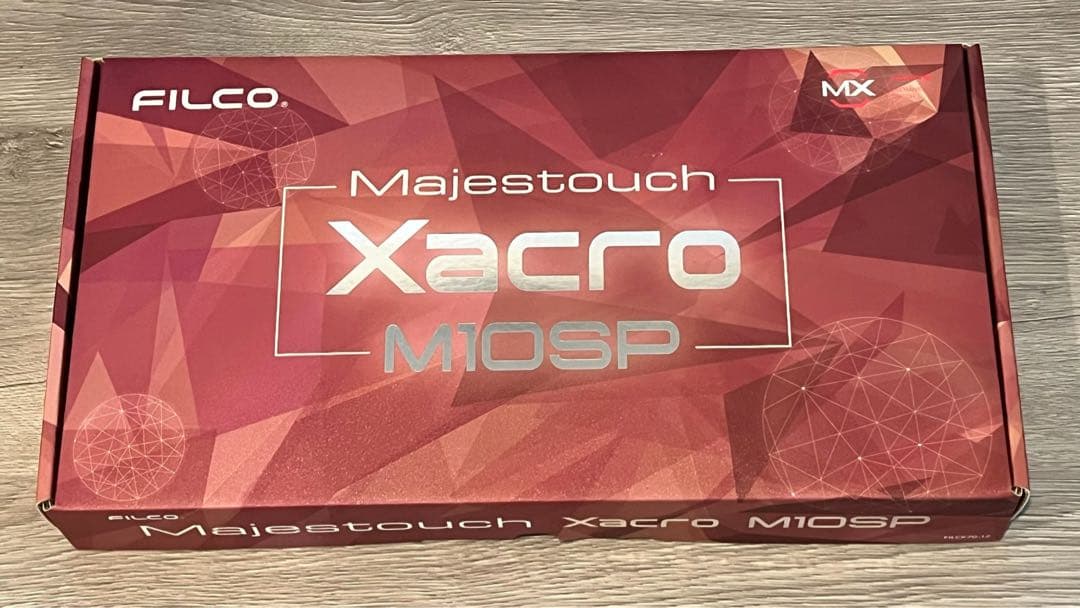 FILCO®
MX
Majestouch
Xacro
M10SP
FILCO
Majestouch Xacro M10SP